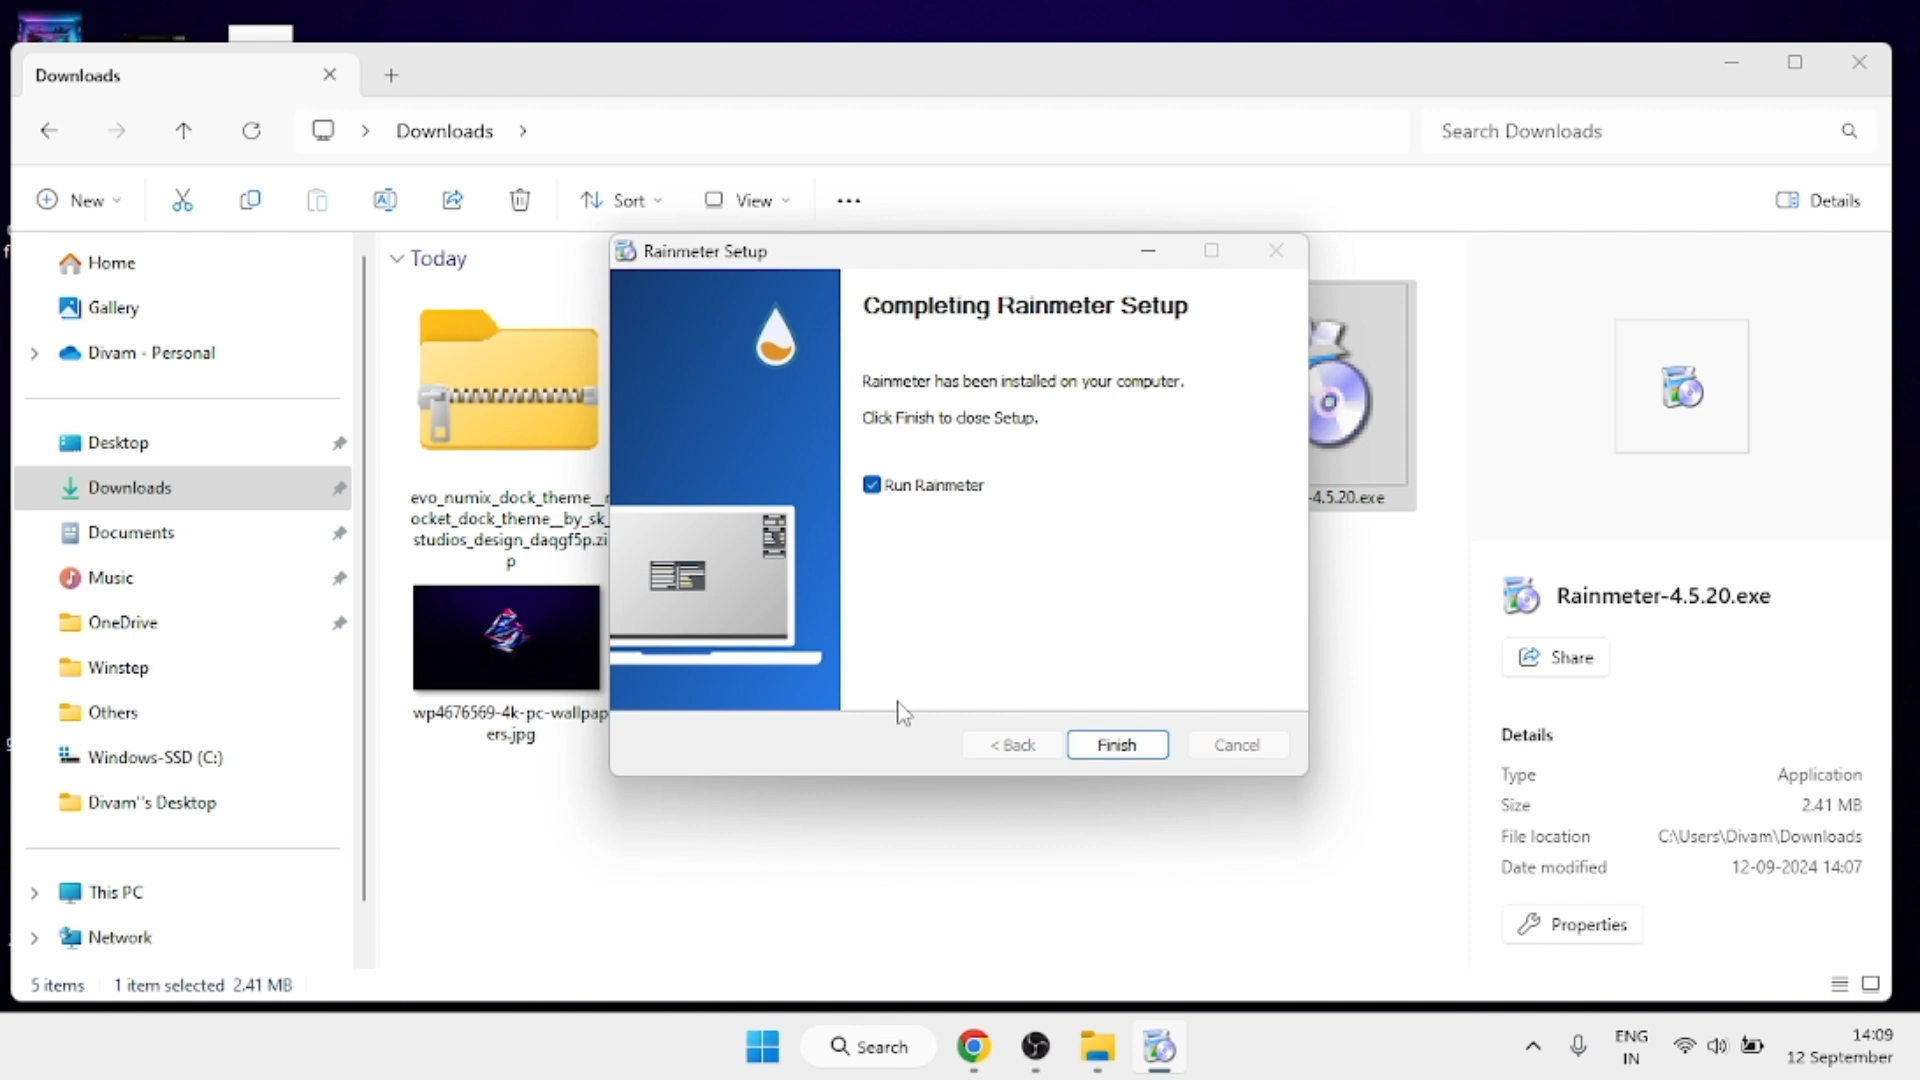 Downloads
Downloads
Search Downloads
New
Sort
View
Details
Home
Gallery
Divam - Personal
Desktop
Downloads
Documents
Music
OneDrive
Winstep
Others
Windows-SSD (C:)
Divam''s Desktop
This PC
Network
Today
evo_numix_dock_theme__r
ocket_dock_theme__by_sk_
studios_design_daqgf5p.zi
p
wp4676569-4k-pc-wallpap
ers.jpg
-4.5.20.exe
Rainmeter Setup
Completing Rainmeter Setup
Rainmeter has been installed on your computer.
Click Finish to close Setup.
Run Rainmeter
< Back
Finish
Cancel
Rainmeter-4.5.20.exe
Share
Details
Type Application
Size 2.41 MB
File location C:\Users\Divam\Downloads
Date modified 12-09-2024 14:07
Properties
5 items 1 item selected 2.41 MB
Search
ENG
IN
14:09
12 September